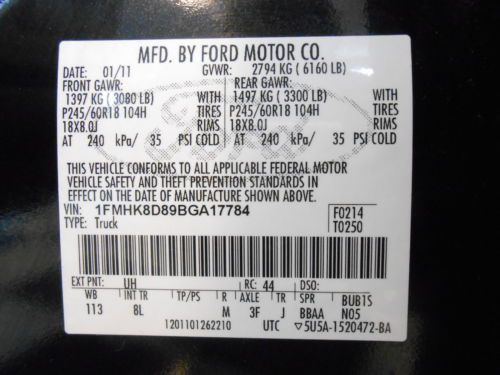 MFD. BY FORD MOTOR CO.
DATE: 01/11 GVWR: 2794 KG ( 6160 LB)
FRONT GAWR: REAR GAWR:
1397 KG ( 3080 LB) WITH 1497 KG ( 3300 LB) WITH
P245/60R18 104H TIRES P245/60R18 104H TIRES
18X8.0J RIMS 18X8.0J RIMS
AT 240 kPa/ 35 PSI COLD AT 240 kPa/ 35 PSI COLD
THIS VEHICLE CONFORMS TO ALL APPLICABLE FEDERAL MOTOR
VEHICLE SAFETY AND THEFT PREVENTION STANDARDS IN
EFFECT ON THE DATE OF MANUFACTURE SHOWN ABOVE.
VIN: 1FMHK8D89BGA17784 F0214
TYPE: Truck T0250
EXT PNT: UH RC: 44 DSO:
WB INT TR TP/PS R AXLE TR SPR BUB1S
113 8L M 3F J BBAA N05
1201101262210 UTC ▽5U5A-1520472-BA